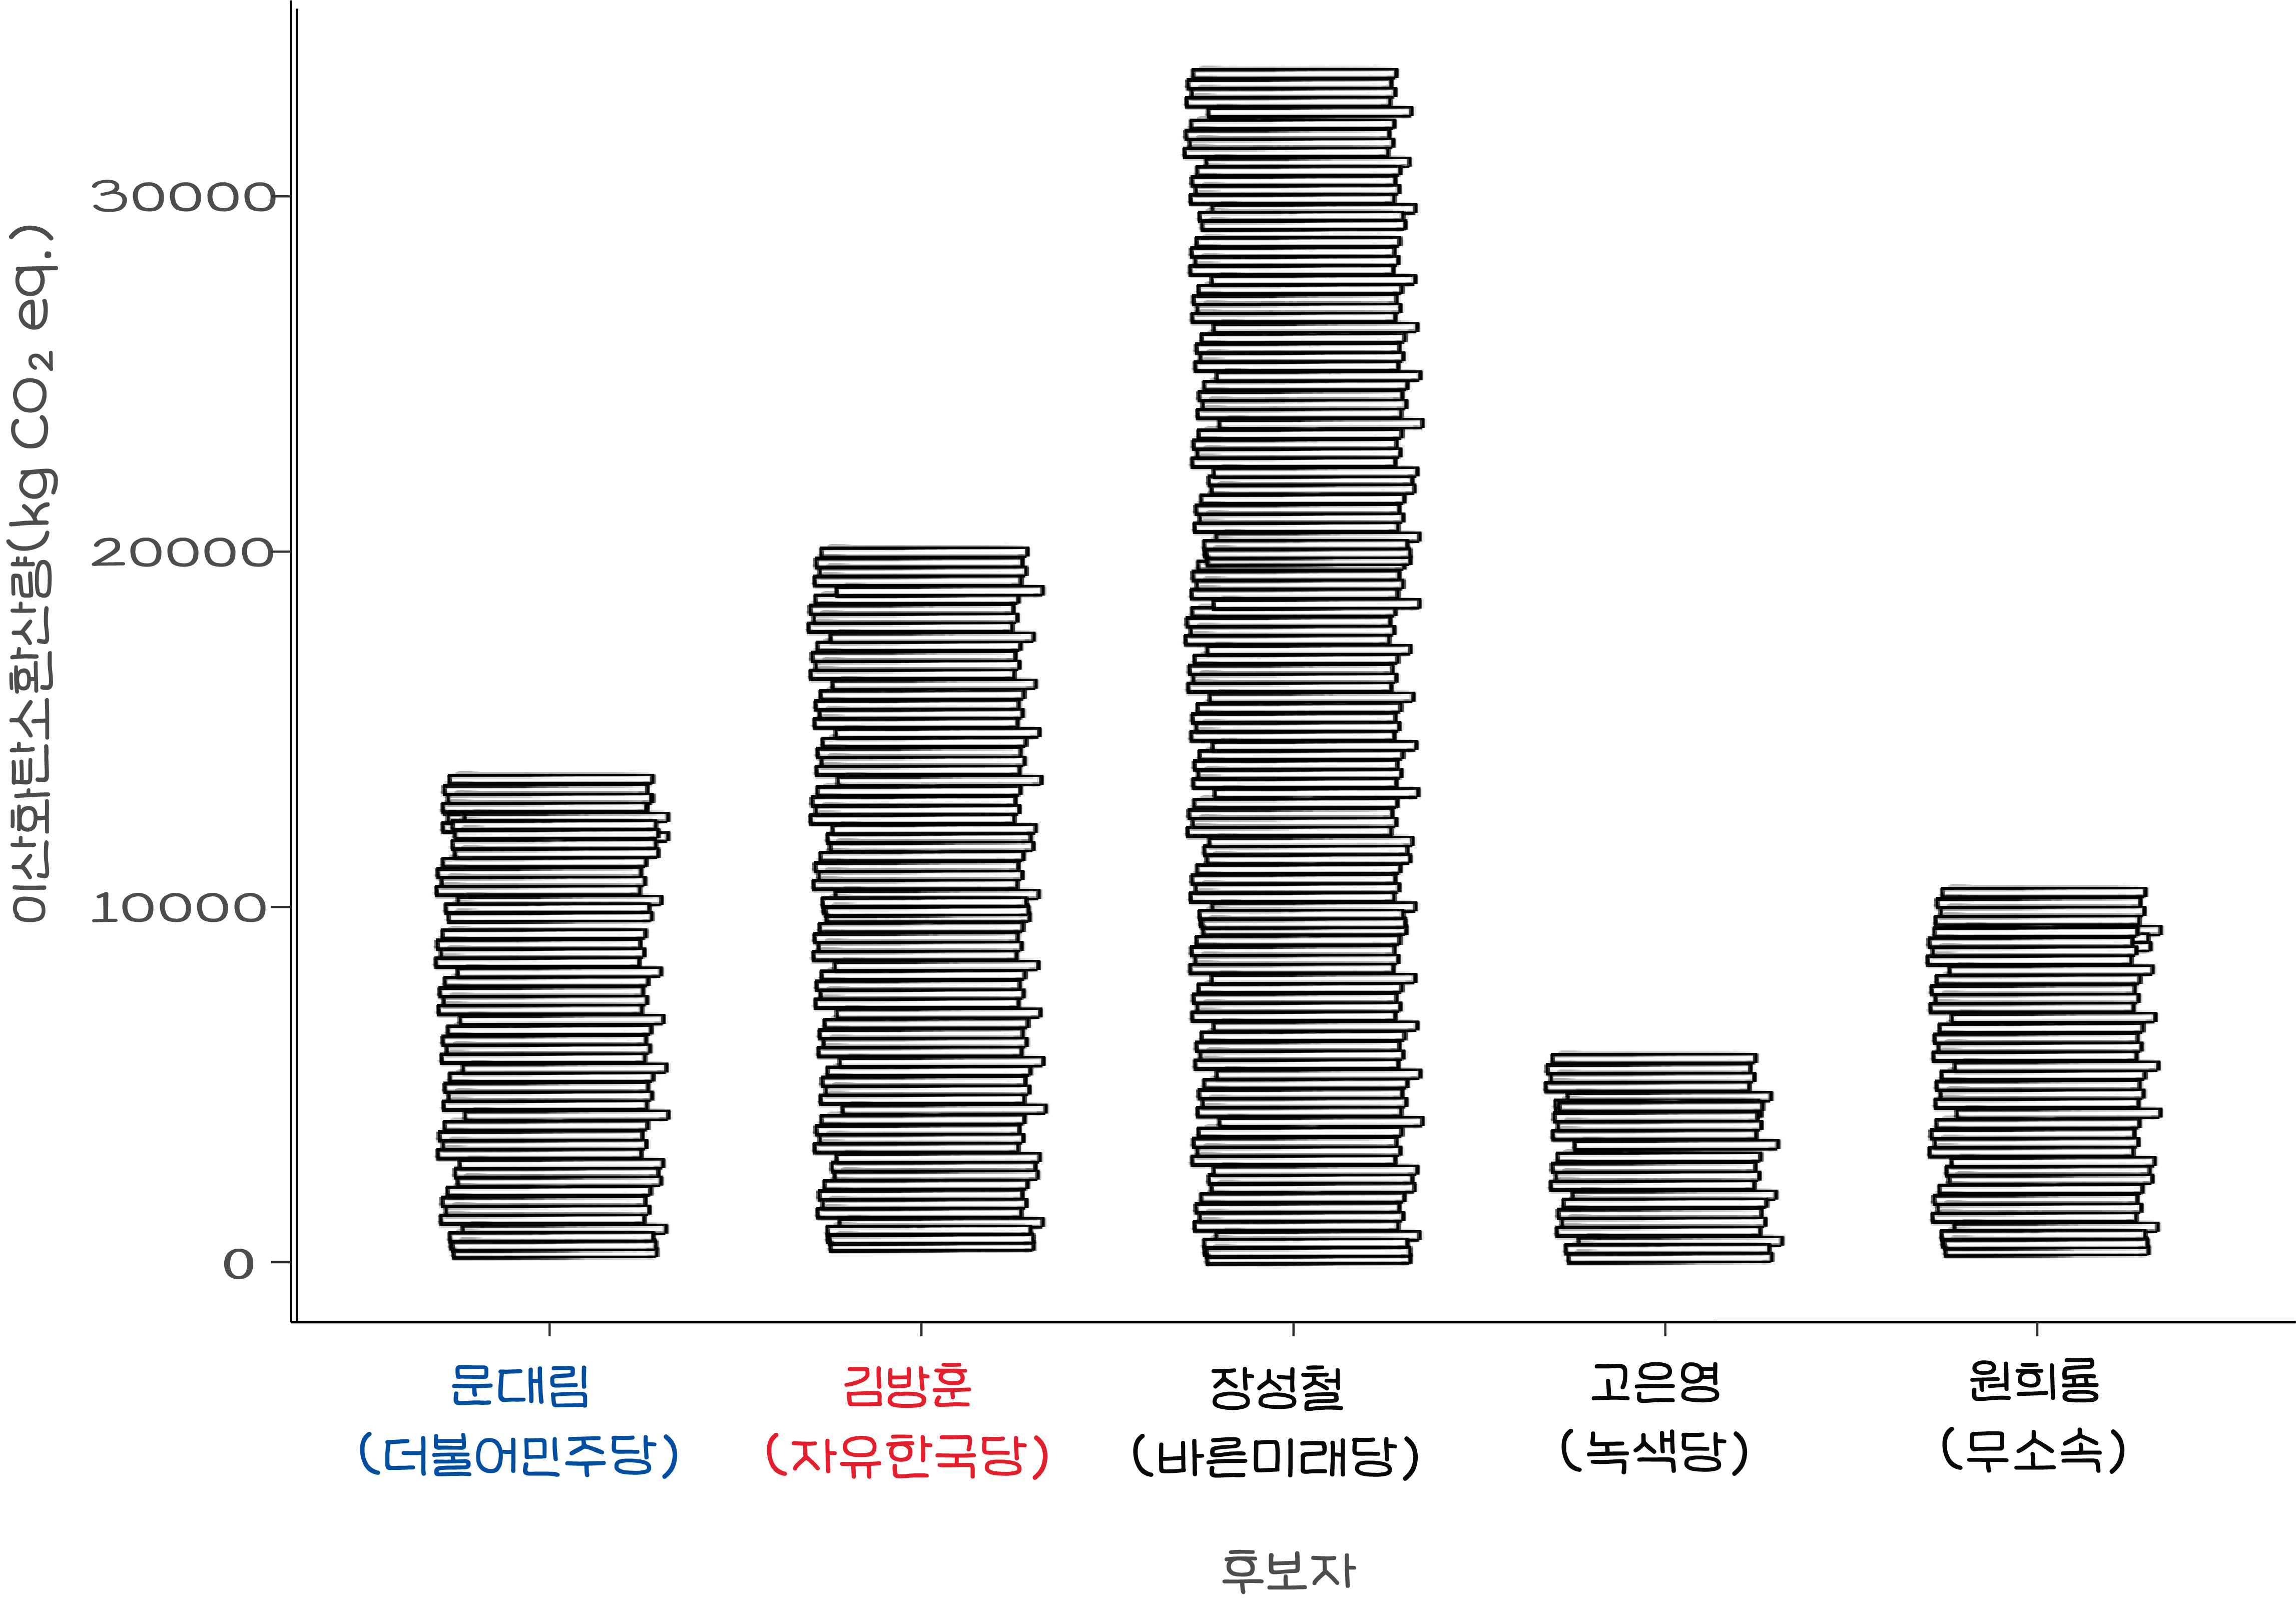 이산화탄소환산량(kg CO₂ eq.)
30000
20000
10000
0
문대림 김방훈 장성철 고은영 원희룡
(더불어민주당) (자유한국당) (바른미래당) (녹색당) (무소속)
후보자